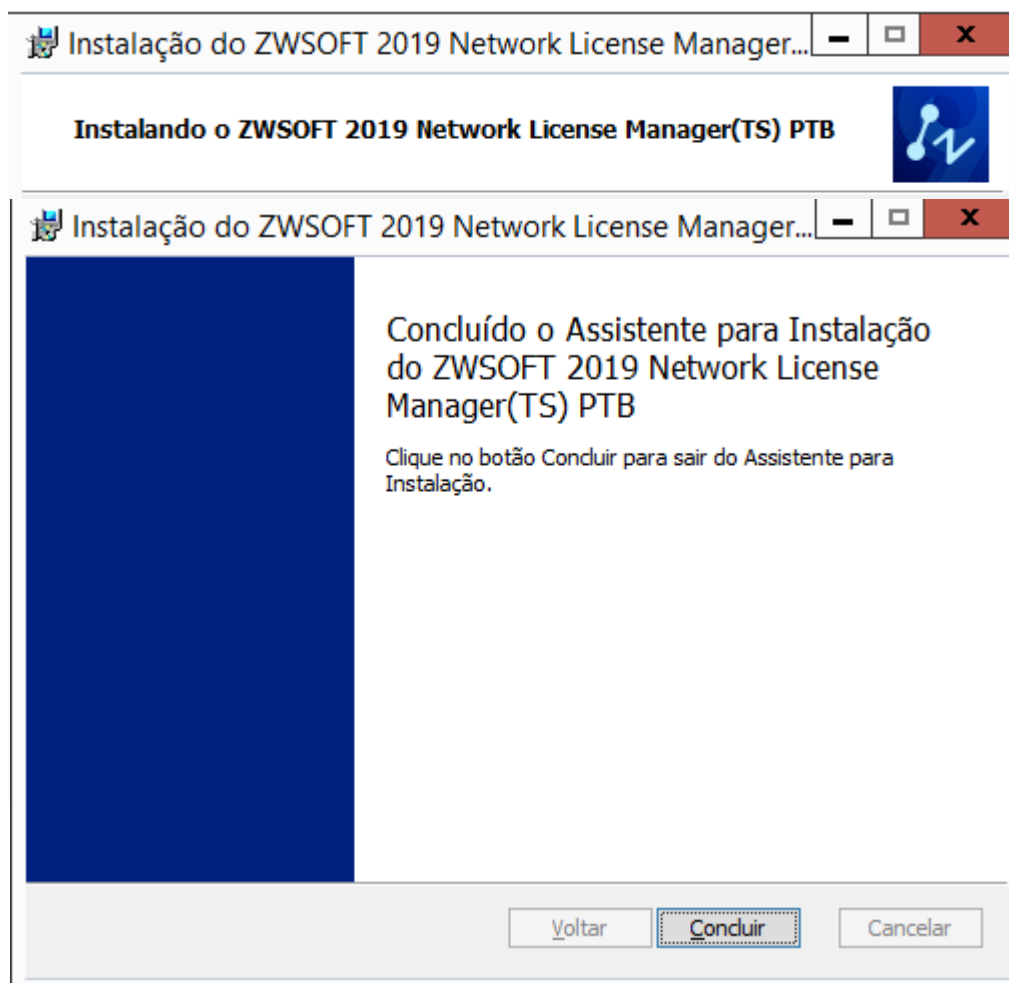 Instalação do ZWSOFT 2019 Network License Manager...
Instalando o ZWSOFT 2019 Network License Manager(TS) PTB
Instalação do ZWSOFT 2019 Network License Manager...
Concluído o Assistente para Instalação
do ZWSOFT 2019 Network License
Manager(TS) PTB
Clique no botão Concluir para sair do Assistente para
Instalação.
Voltar Concluir Cancelar